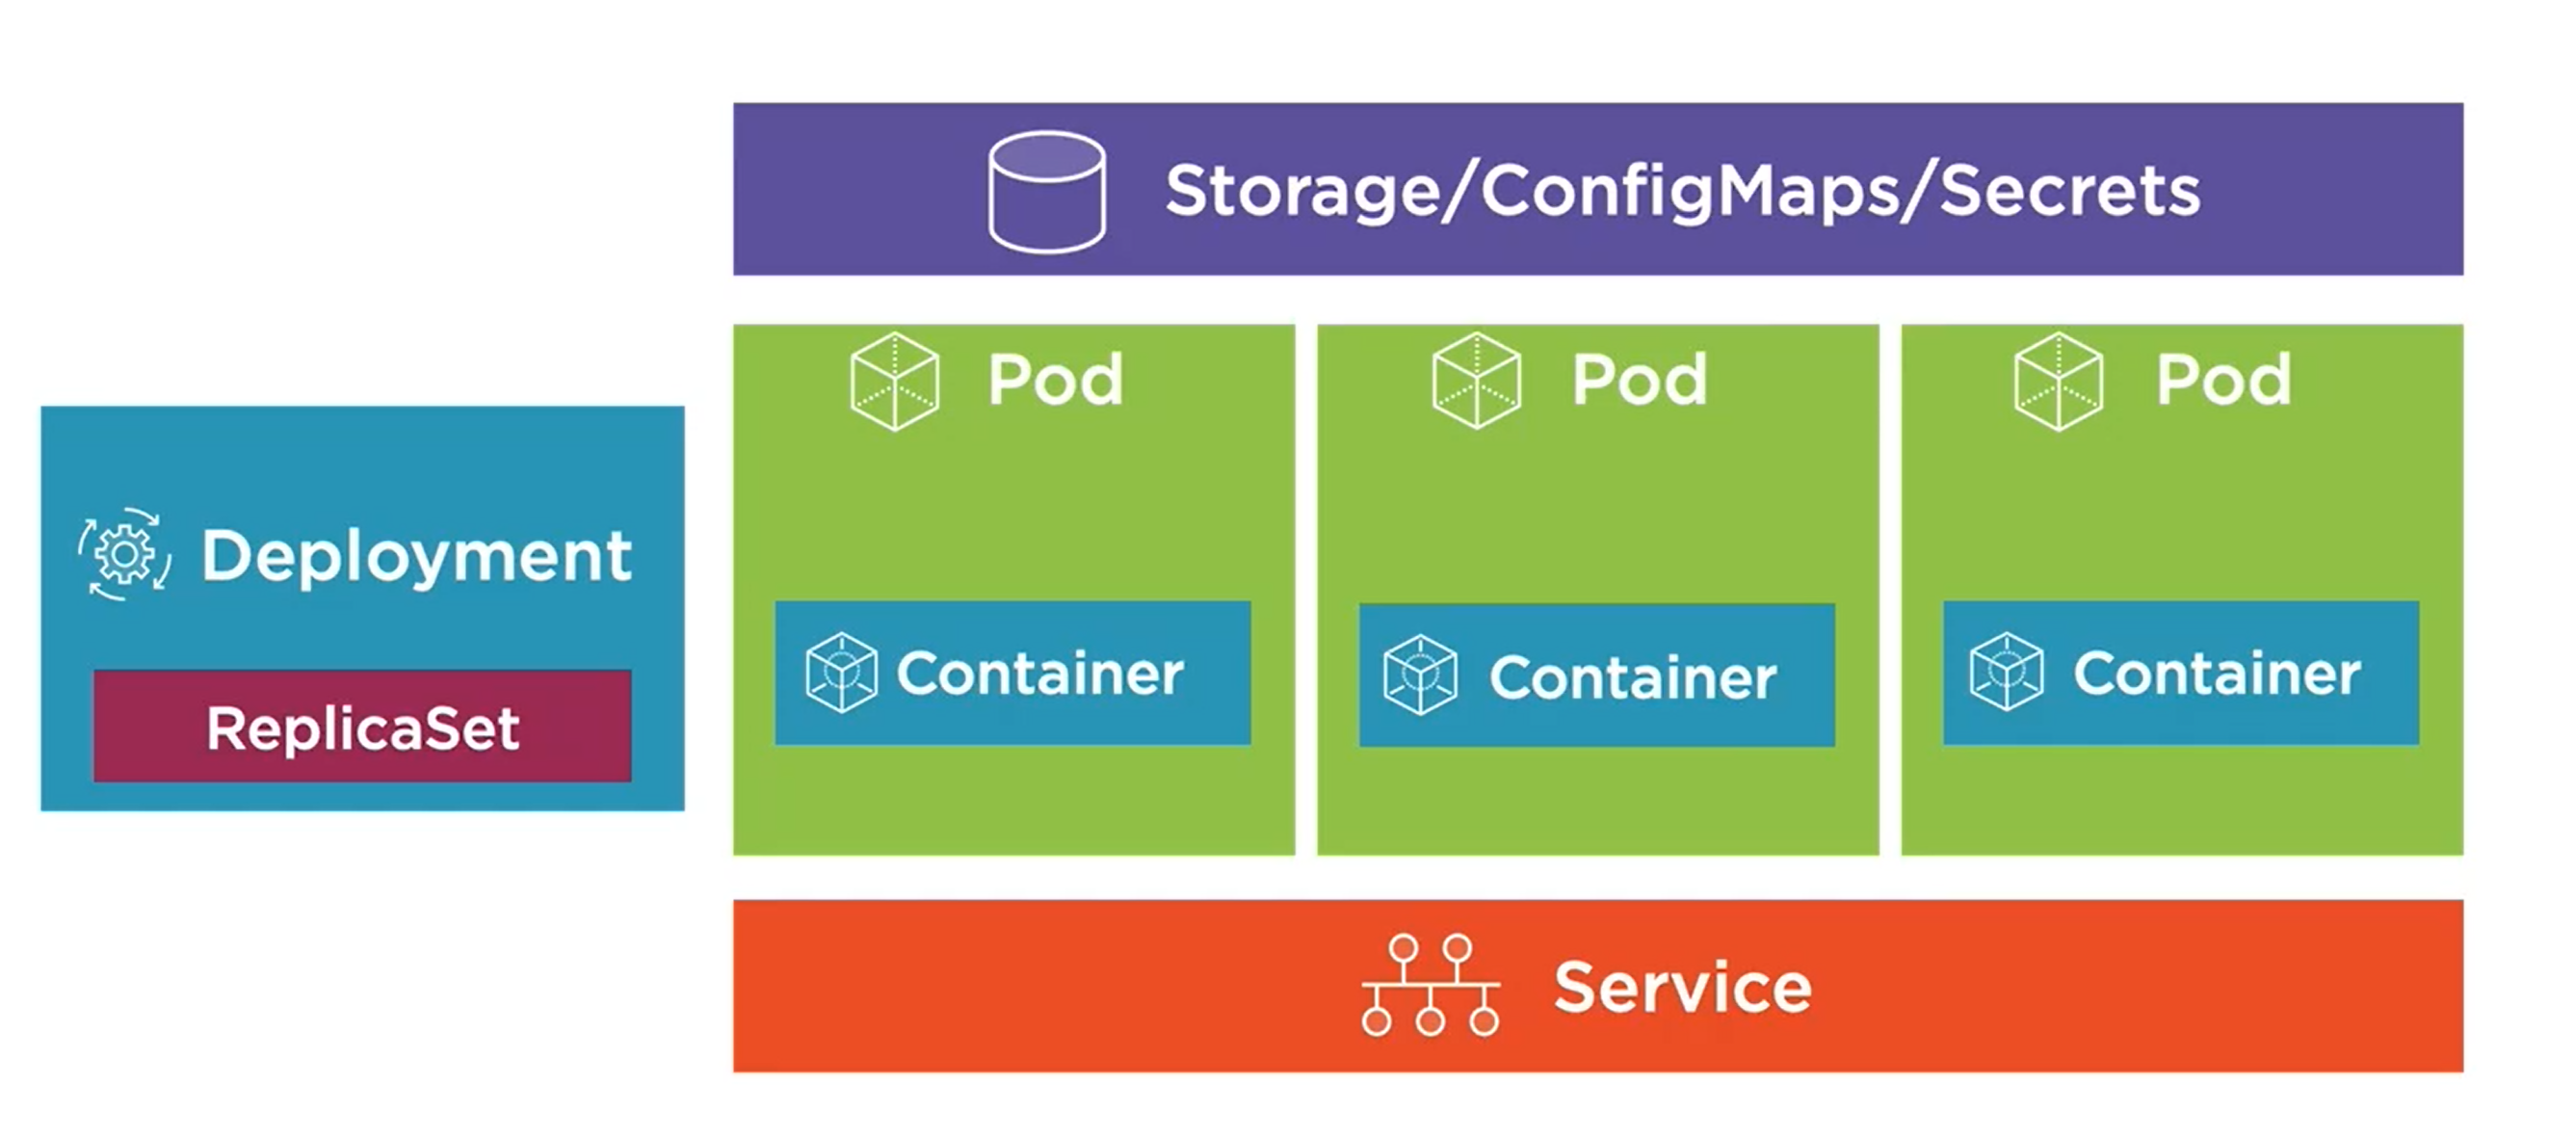 Storage/ConfigMaps/Secrets
Pod
Pod
Pod
Deployment
ReplicaSet
Container
Container
Container
Service